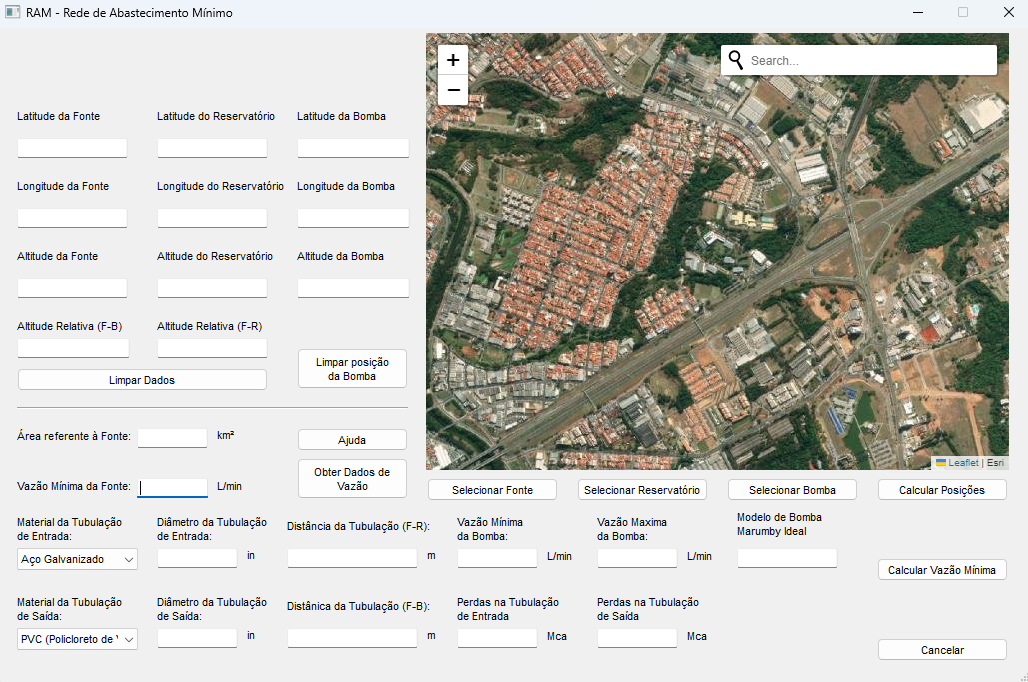 RAM - Rede de Abastecimento Mínimo
+
−
Search...
Latitude da Fonte
Latitude do Reservatório
Latitude da Bomba
Longitude da Fonte
Longitude do Reservatório
Longitude da Bomba
Altitude da Fonte
Altitude do Reservatório
Altitude da Bomba
Altitude Relativa (F-B)
Altitude Relativa (F-R)
Limpar posição
da Bomba
Limpar Dados
Leaflet | Esri
Área referente à Fonte:
km²
Ajuda
Vazão Mínima da Fonte:
L/min
Obter Dados de
Vazão
Selecionar Fonte
Selecionar Reservatório
Selecionar Bomba
Calcular Posições
Material da Tubulação
de Entrada:
Aço Galvanizado
Diâmetro da Tubulação
de Entrada:
in
Distância da Tubulação (F-R):
m
Vazão Mínima
da Bomba:
L/min
Vazão Maxima
da Bomba:
L/min
Modelo de Bomba
Marumby Ideal
Calcular Vazão Mínima
Material da Tubulação
de Saída:
PVC (Policloreto de
Diâmetro da Tubulação
de Saída:
in
Distânica da Tubulação (F-B):
m
Perdas na Tubulação
de Entrada
Mca
Perdas na Tubulação
de Saída
Mca
Cancelar